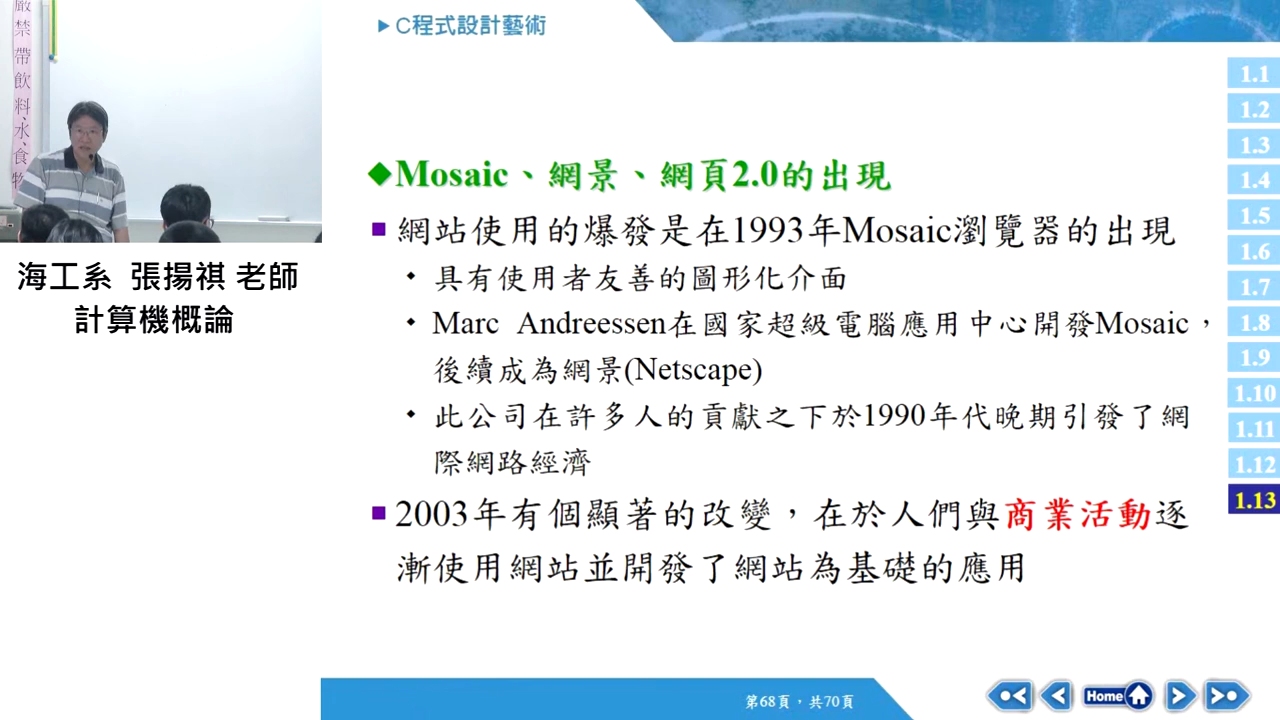 嚴禁帶飲料、水、食物
海工系 張揚祺 老師
計算機概論
C程式設計藝術
Mosaic、網景、網頁2.0的出現
網站使用的爆發是在1993年Mosaic瀏覽器的出現
具有使用者友善的圖形化介面
Marc Andreessen在國家超級電腦應用中心開發Mosaic，
後續成為網景(Netscape)
此公司在許多人的貢獻之下於1990年代晚期引發了網
際網路經濟
2003年有個顯著的改變，在於人們與商業活動逐
漸使用網站並開發了網站為基礎的應用
1.1
1.2
1.3
1.4
1.5
1.6
1.7
1.8
1.9
1.10
1.11
1.12
1.13
第68頁，共70頁
Home